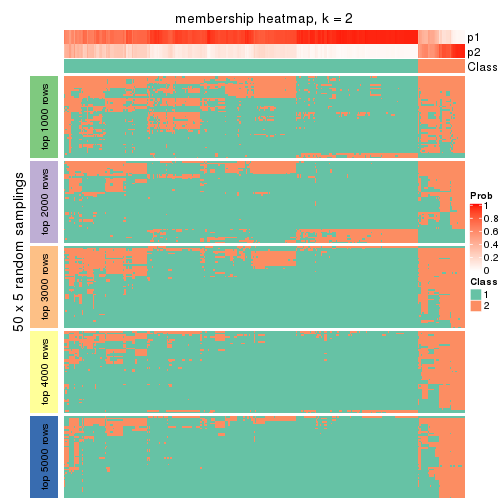 membership heatmap, k = 2
p1
p2
Class
50 x 5 random samplings
top 1000 rows
top 2000 rows
top 3000 rows
top 4000 rows
top 5000 rows
Prob
1
0.8
0.6
0.4
0.2
0
Class
1
2